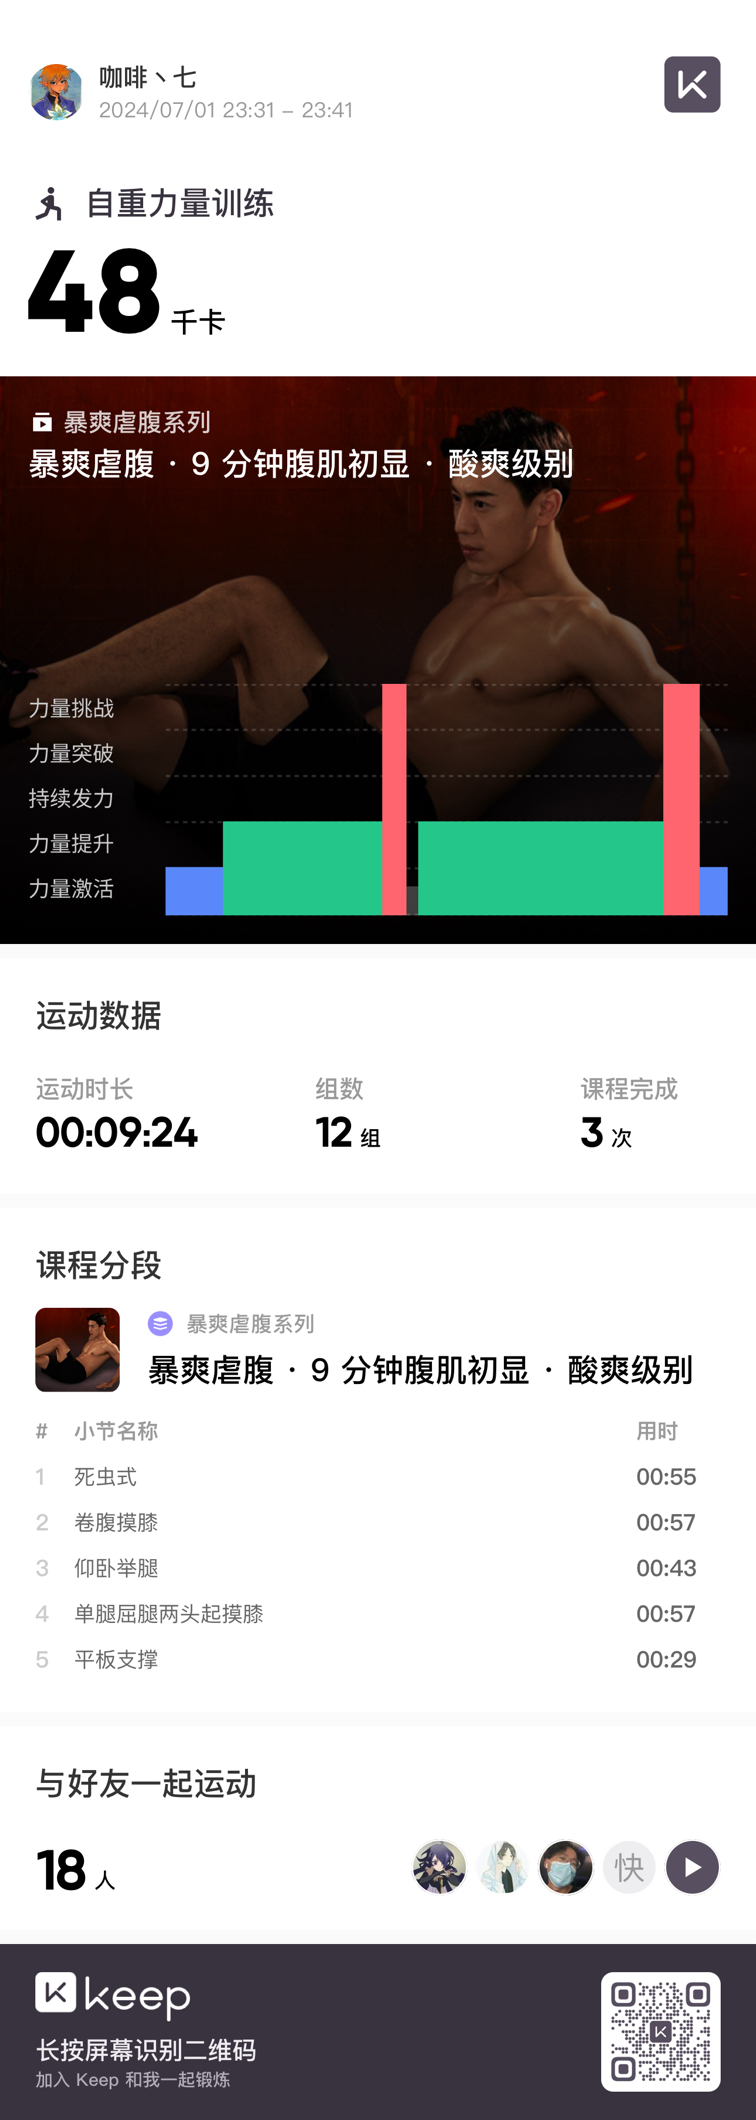 咖啡丶七
2024/07/01 23:31 – 23:41
自重力量训练
48 千卡
暴爽虐腹系列
暴爽虐腹 · 9 分钟腹肌初显 · 酸爽级别
力量挑战
力量突破
持续发力
力量提升
力量激活
运动数据
运动时长 组数 课程完成
00:09:24 12 组 3 次
课程分段
暴爽虐腹系列
暴爽虐腹 · 9 分钟腹肌初显 · 酸爽级别
# 小节名称 用时
1 死虫式 00:55
2 卷腹摸膝 00:57
3 仰卧举腿 00:43
4 单腿屈腿两头起摸膝 00:57
5 平板支撑 00:29
与好友一起运动
18 人 快
keep
长按屏幕识别二维码
加入 Keep 和我一起锻炼